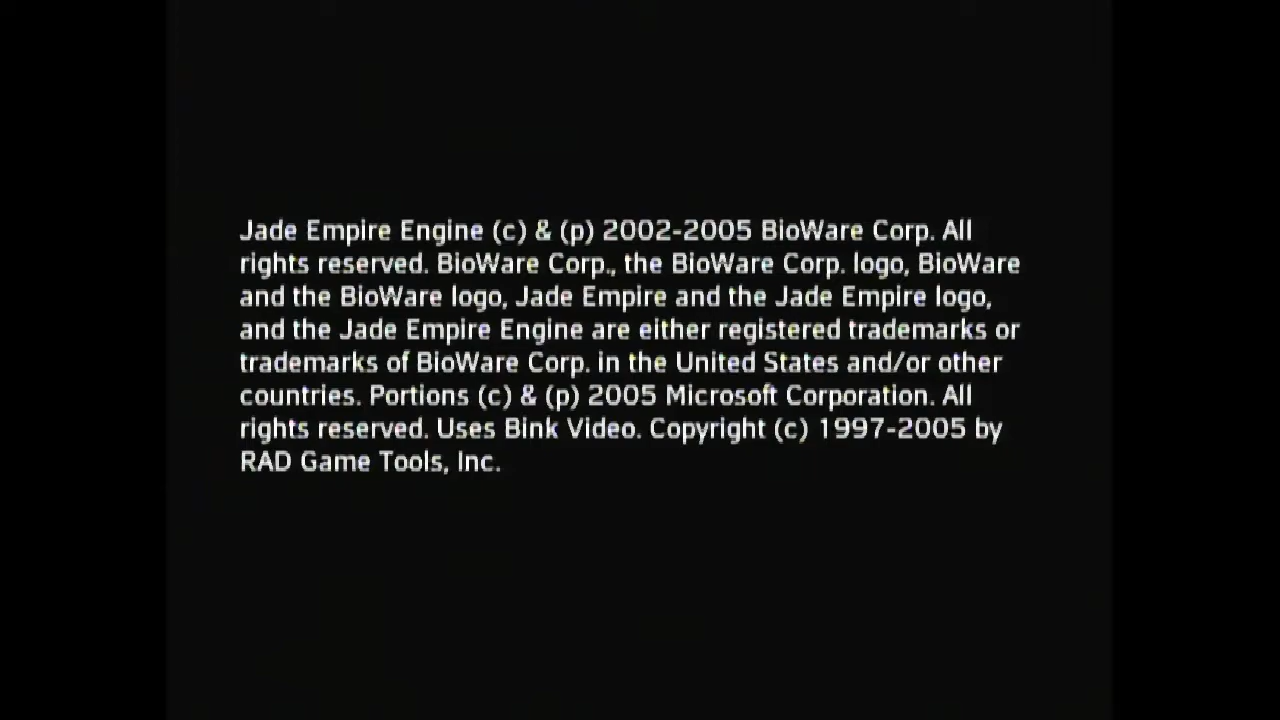 Jade Empire Engine (c) & (p) 2002-2005 BioWare Corp. All
rights reserved. BioWare Corp., the BioWare Corp. logo, BioWare
and the BioWare logo, Jade Empire and the Jade Empire logo,
and the Jade Empire Engine are either registered trademarks or
trademarks of BioWare Corp. in the United States and/or other
countries. Portions (c) & (p) 2005 Microsoft Corporation. All
rights reserved. Uses Bink Video. Copyright (c) 1997-2005 by
RAD Game Tools, Inc.